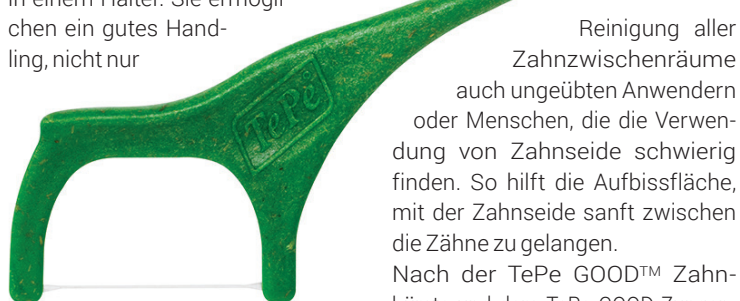 in einem Halter. Sie ermögli
chen ein gutes Hand-
ling, nicht nur
TePe
Reinigung aller
Zahnzwischenräume
auch ungeübten Anwendern
oder Menschen, die die Verwen-
dung von Zahnseide schwierig
finden. So hilft die Aufbissfläche,
mit der Zahnseide sanft zwischen
die Zähne zu gelangen.
Nach der TePe GOOD™ Zahn-